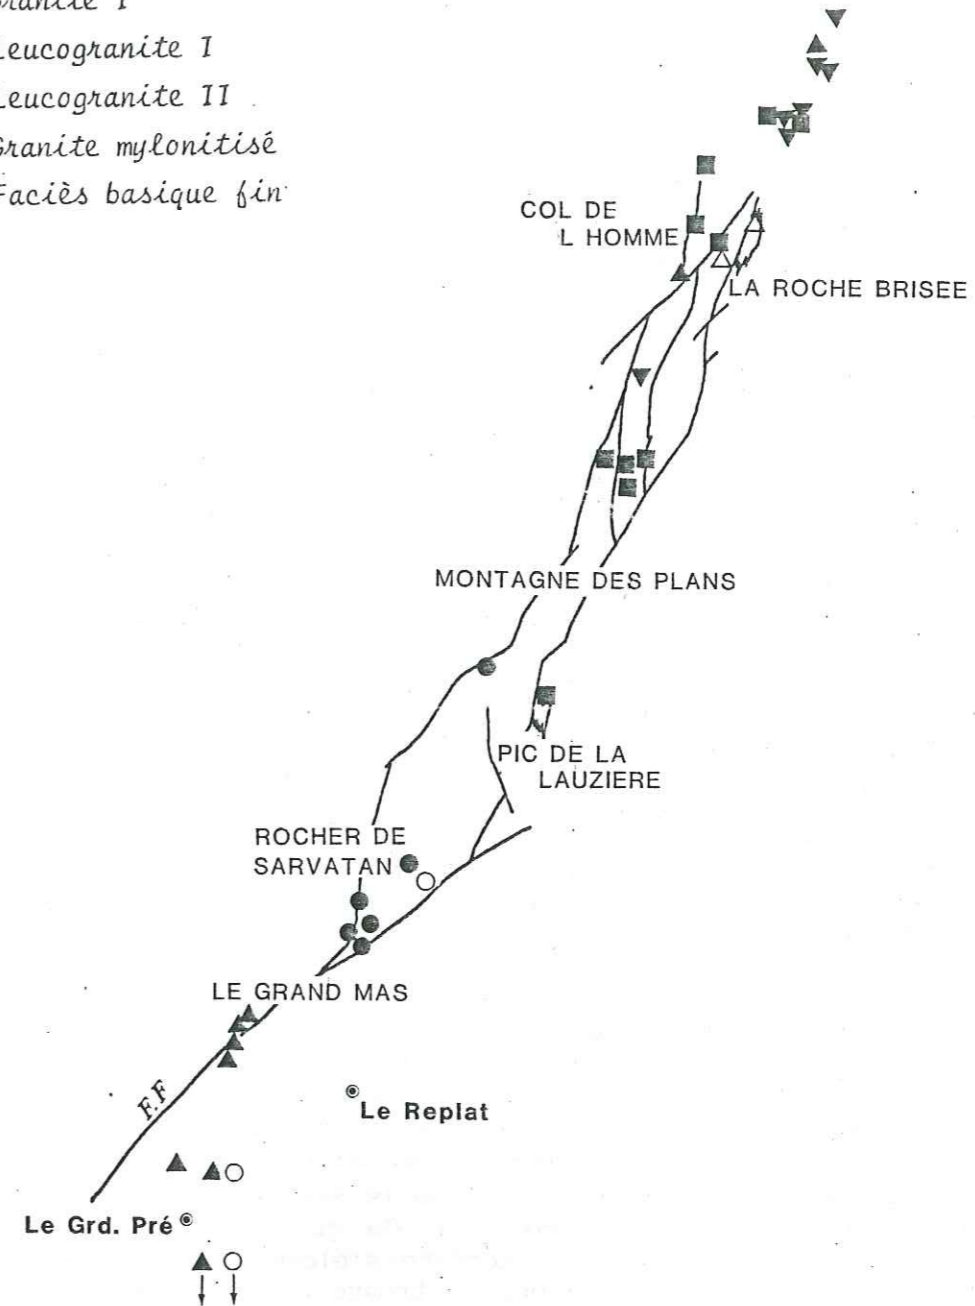 Granite I
Leucogranite I
Leucogranite II
Granite mylonitisé
Faciès basique fin
COL DE
L HOMME
LA ROCHE BRISEE
MONTAGNE DES PLANS
PIC DE LA
LAUZIERE
ROCHER DE
SARVATAN
LE GRAND MAS
F.F
Le Replat
Le Grd. Pré